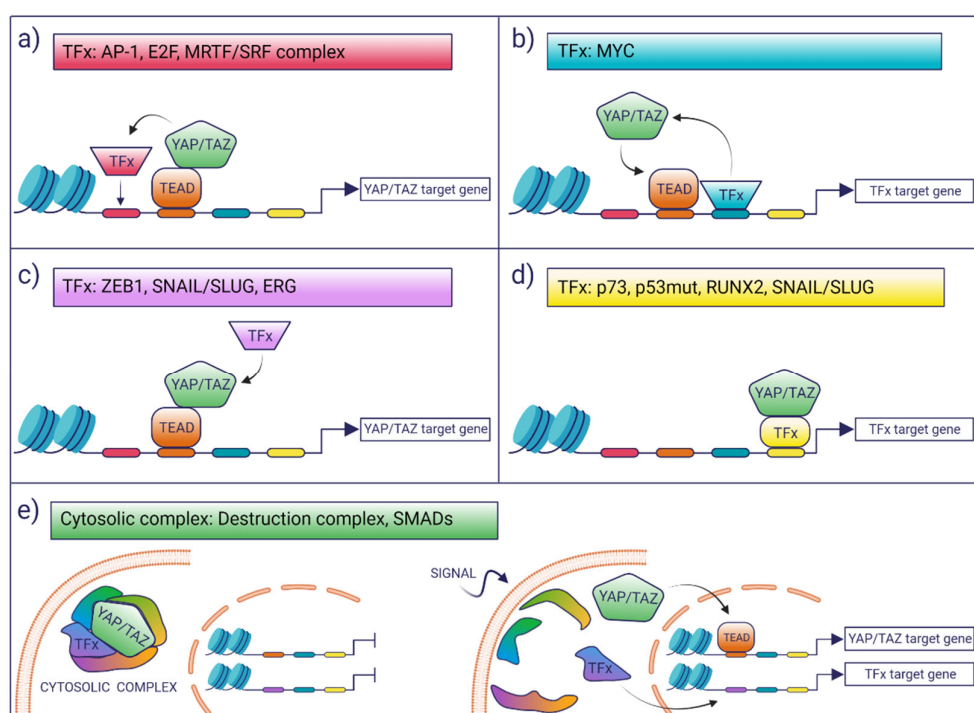 a)
TFx: AP-1, E2F, MRTF/SRF complex
YAP/TAZ
TFx
TEAD
YAP/TAZ target gene
b)
TFx: MYC
YAP/TAZ
TEAD
TFx
TFx target gene
c)
TFx: ZEB1, SNAIL/SLUG, ERG
TFx
YAP/TAZ
TEAD
YAP/TAZ target gene
d)
TFx: p73, p53mut, RUNX2, SNAIL/SLUG
YAP/TAZ
TFx
TFx target gene
e)
Cytosolic complex: Destruction complex, SMADs
YAP/TAZ
TFx
CYTOSOLIC COMPLEX
SIGNAL
YAP/TAZ
TFx
TEAD
YAP/TAZ target gene
TFx target gene